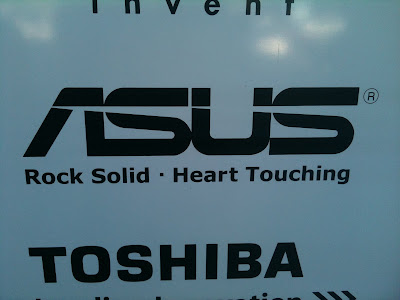 invent
ASUS®
Rock Solid · Heart Touching
TOSHIBA